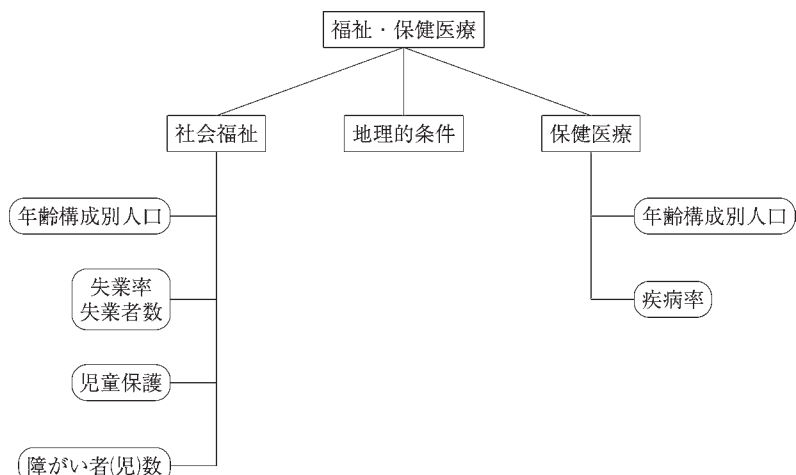 福祉・保健医療
社会福祉
地理的条件
保健医療
年齢構成別人口
失業率
失業者数
児童保護
障がい者(児)数
年齢構成別人口
疾病率